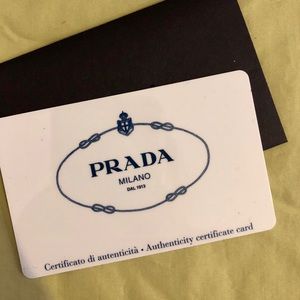 PRADA
MILANO
DAL 1913
Certificato di autenticità • Authenticity certificate card